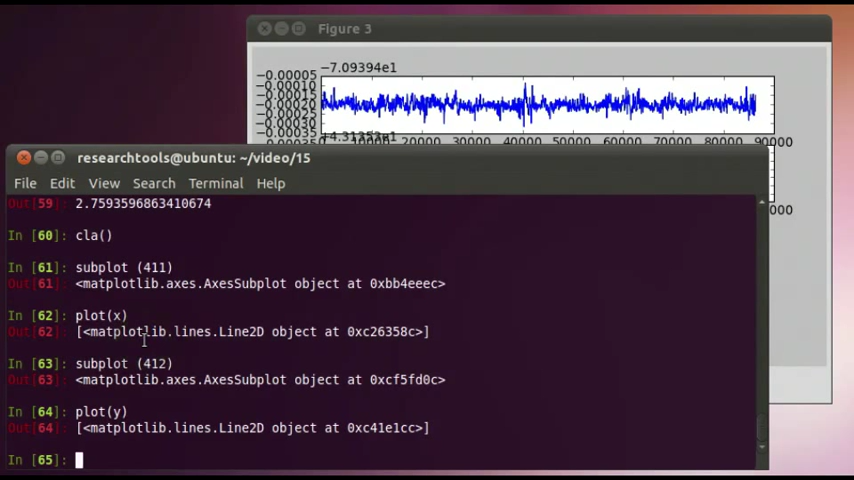 Figure 3
−7.09394e1
−0.00005
−0.00010
−0.00015
−0.00020
−0.00025
−0.00030
−0.00035
10000 20000 30000 40000 50000 60000 70000 80000 90000
+4.31353e1
researchtools@ubuntu: ~/video/15
File Edit View Search Terminal Help
000
Out[59]: 2.7593596863410674
In [60]: cla()
In [61]: subplot (411)
Out[61]: <matplotlib.axes.AxesSubplot object at 0xbb4eeec>
In [62]: plot(x)
Out[62]: [<matplotlib.lines.Line2D object at 0xc26358c>]
In [63]: subplot (412)
Out[63]: <matplotlib.axes.AxesSubplot object at 0xcf5fd0c>
In [64]: plot(y)
Out[64]: [<matplotlib.lines.Line2D object at 0xc41e1cc>]
In [65]: